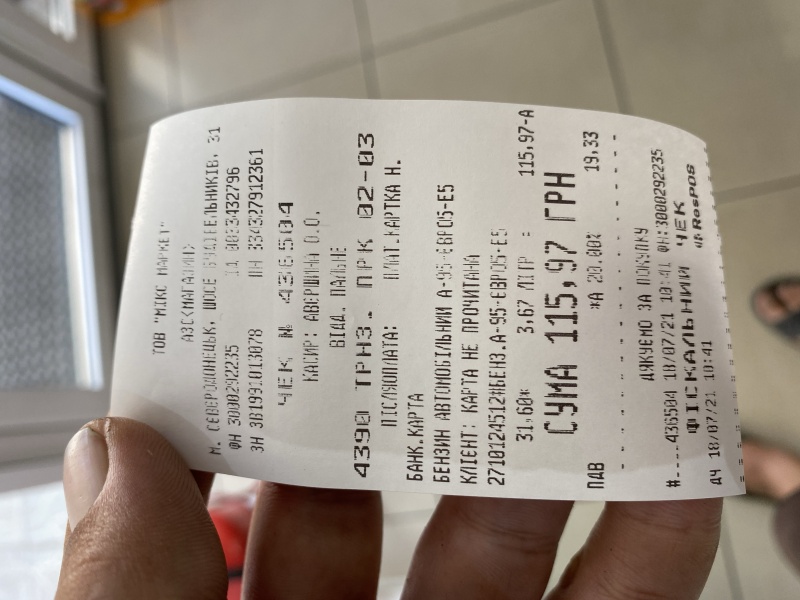 ТОВ "МІКС МАРКЕТ"
АЗС(МАГАЗИН)
М. СЕВЕРОДОНЕЦЬК, ШОСЕ БУДІВЕЛЬНИКІВ, 31
ФН 3000292235
ЗН ПН
ЧЕК № 436504
КАСИР: АВЕРШИНА О.О.
ВІДД. ПАЛЬНЕ
4390 ТРНЗ. ПРК 02-03
ПІСЛЯОПЛАТА: ПЛАТ.КАРТКА Н.
БАНК.КАРТА
БЕНЗИН АВТОМОБІЛЬНИЙ А-95-ЄВРО5-Е5
КЛІЄНТ: КАРТА НЕ ПРОЧИТАНА
2710124512#БЕНЗ.А-95-ЄВРО5-Е5
31,60* 3.67 ЛІТР = 115,97-А
СУМА 115,97 ГРН
ПДВ *А 20.00% 19,33
ДЯКУЄМО ЗА ПОКУПКУ
#----436504 18/07/21 10:41 ФН:3000292235
ФІСКАЛЬНИЙ ЧЕК
ДЧ 18/07/21 10:41 ResPOS